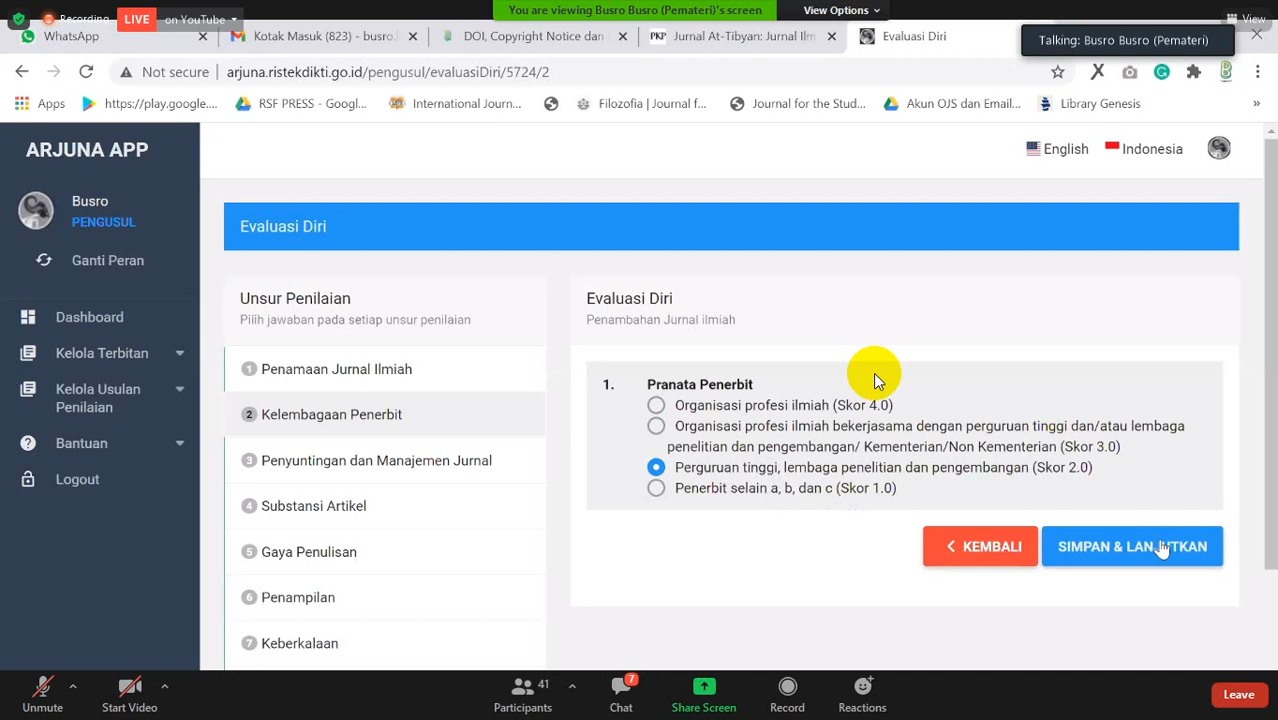 Recording
LIVE
on YouTube
You are viewing Busro Busro (Pemateri)'s screen
View Options
View
WhatsApp
Kotak Masuk (823) - busro.
DOI, Copyright Notice and
PKP
Jurnal At-Tibyan: Jurnal Ilm
Evaluasi Diri
Talking: Busro Busro (Pemateri)
Not secure
arjuna.ristekdikti.go.id/pengusul/evaluasiDiri/5724/2
Apps
https://play.google....
RSF PRESS - Googl...
International Journ...
Filozofia | Journal f...
Journal for the Stud...
Akun OJS dan Email...
Library Genesis
»
ARJUNA APP
English
Indonesia
Busro
PENGUSUL
Ganti Peran
Dashboard
Kelola Terbitan
Kelola Usulan
Penilaian
Bantuan
Logout
Evaluasi Diri
Unsur Penilaian
Pilih jawaban pada setiap unsur penilaian
1 Penamaan Jurnal Ilmiah
2 Kelembagaan Penerbit
3 Penyuntingan dan Manajemen Jurnal
4 Substansi Artikel
5 Gaya Penulisan
6 Penampilan
7 Keberkalaan
Evaluasi Diri
Penambahan Jurnal ilmiah
1. Pranata Penerbit
Organisasi profesi ilmiah (Skor 4.0)
Organisasi profesi ilmiah bekerjasama dengan perguruan tinggi dan/atau lembaga
penelitian dan pengembangan/ Kementerian/Non Kementerian (Skor 3.0)
Perguruan tinggi, lembaga penelitian dan pengembangan (Skor 2.0)
Penerbit selain a, b, dan c (Skor 1.0)
KEMBALI
SIMPAN & LANJUTKAN
Unmute
Start Video
41
Participants
7
Chat
Share Screen
Record
Reactions
Leave